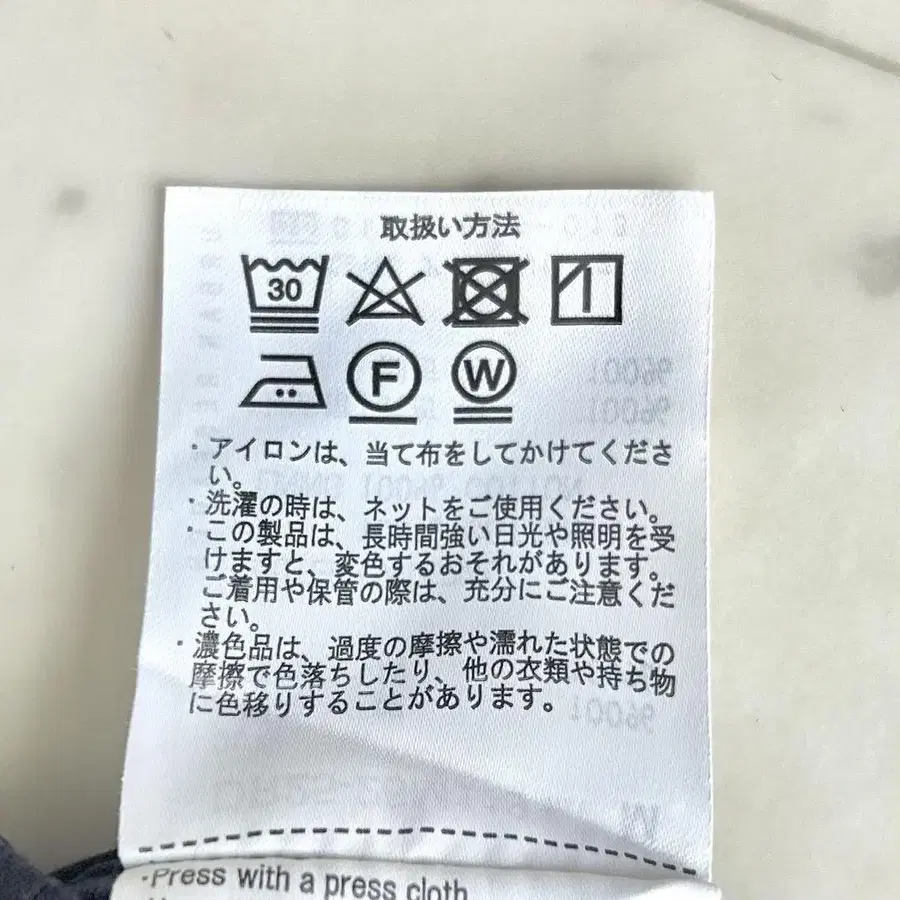 取扱い方法
30
F
W
・アイロンは、当て布をしてかけてくださ
い。
・洗濯の時は、ネットをご使用ください。
・この製品は、長時間強い日光や照明を受
けますと、変色するおそれがあります。
ご着用や保管の際は、充分にご注意くだ
さい。
・濃色品は、過度の摩擦や濡れた状態での
摩擦で色落ちしたり、他の衣類や持ち物
に色移りすることがあります。
・Press with a press cloth